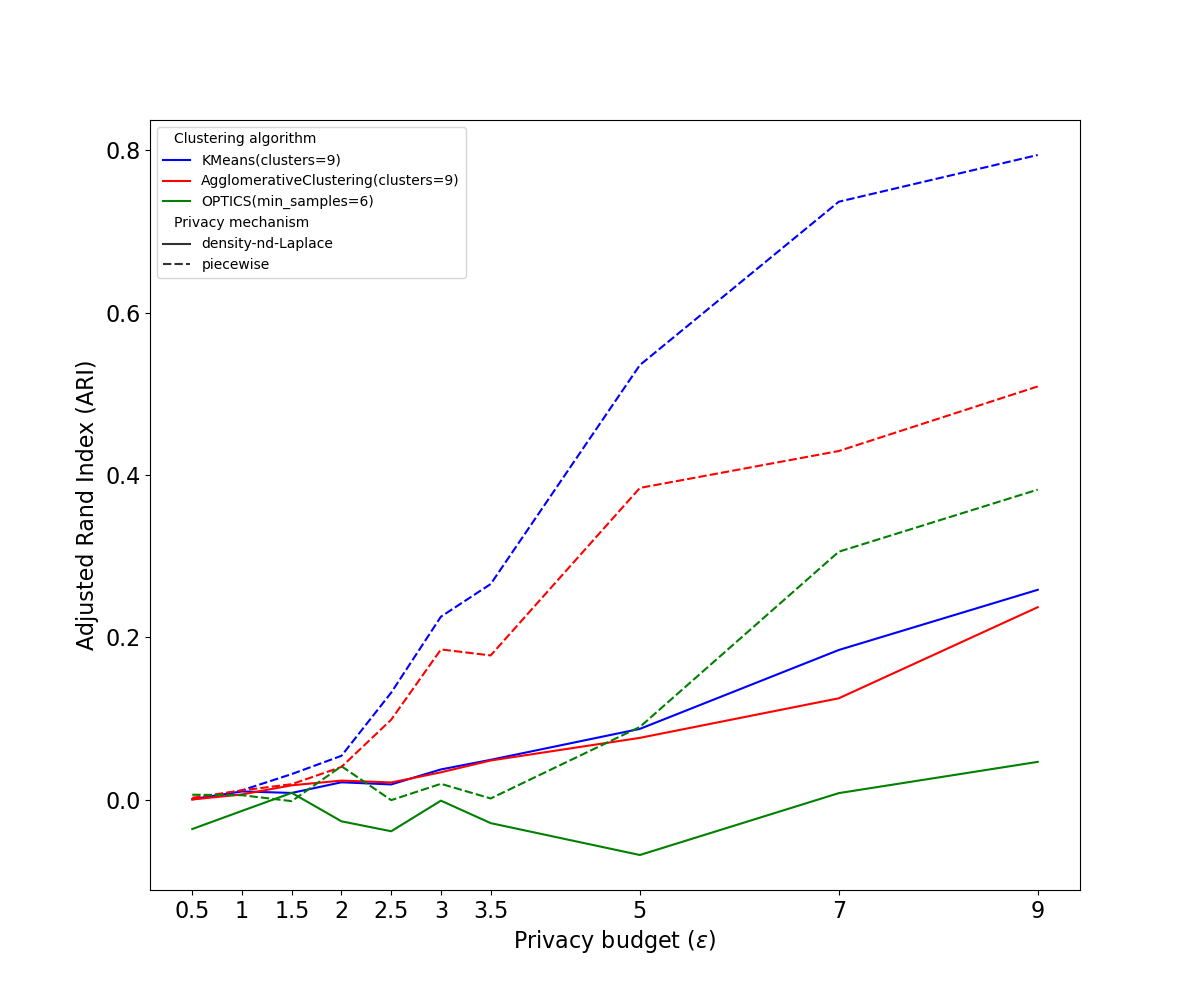 Clustering algorithm
KMeans(clusters=9)
AgglomerativeClustering(clusters=9)
OPTICS(min_samples=6)
Privacy mechanism
density-nd-Laplace
piecewise
0.8
0.6
0.4
0.2
0.0
Adjusted Rand Index (ARI)
0.5 1 1.5 2 2.5 3 3.5 5 7 9
Privacy budget (ε)